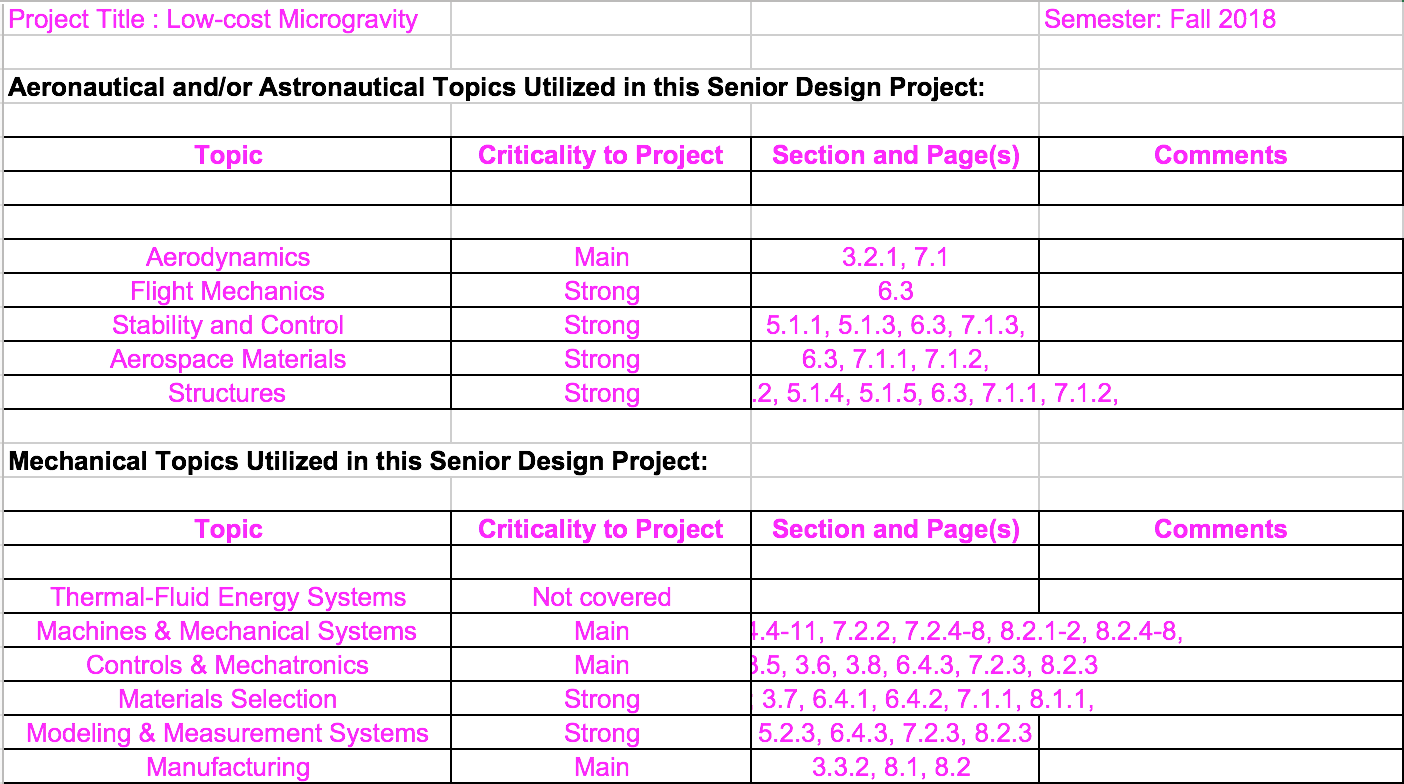 Project Title : Low-cost Microgravity Semester: Fall 2018
Aeronautical and/or Astronautical Topics Utilized in this Senior Design Project:
Topic Criticality to Project Section and Page(s) Comments
Aerodynamics Main 3.2.1, 7.1
Flight Mechanics Strong 6.3
Stability and Control Strong 5.1.1, 5.1.3, 6.3, 7.1.3,
Aerospace Materials Strong 6.3, 7.1.1, 7.1.2,
Structures Strong .2, 5.1.4, 5.1.5, 6.3, 7.1.1, 7.1.2,
Mechanical Topics Utilized in this Senior Design Project:
Topic Criticality to Project Section and Page(s) Comments
Thermal-Fluid Energy Systems Not covered
Machines & Mechanical Systems Main .4-11, 7.2.2, 7.2.4-8, 8.2.1-2, 8.2.4-8,
Controls & Mechatronics Main 3.5, 3.6, 3.8, 6.4.3, 7.2.3, 8.2.3
Materials Selection Strong 3.7, 6.4.1, 6.4.2, 7.1.1, 8.1.1,
Modeling & Measurement Systems Strong 5.2.3, 6.4.3, 7.2.3, 8.2.3
Manufacturing Main 3.3.2, 8.1, 8.2